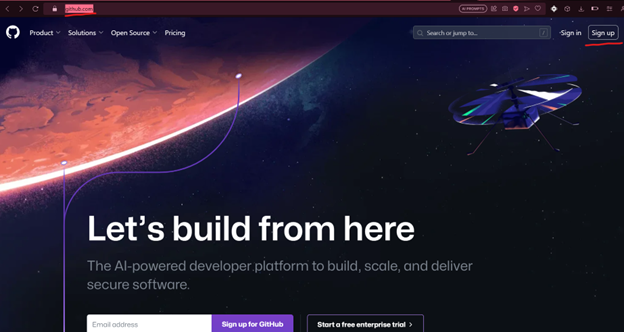 github.com
AI PROMPTS
Product Solutions Open Source Pricing
Search or jump to... /
Sign in
Sign up
Let's build from here
The AI-powered developer platform to build, scale, and deliver
secure software.
Email address
Sign up for GitHub
Start a free enterprise trial >